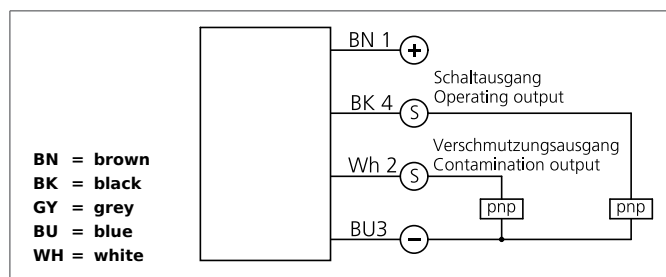 BN 1
+
Schaltausgang
Operating output
BK 4
S
Verschmutzungsausgang
Contamination output
Wh 2
S
pnp
pnp
BU3
−
BN = brown
BK = black
GY = grey
BU = blue
WH = white